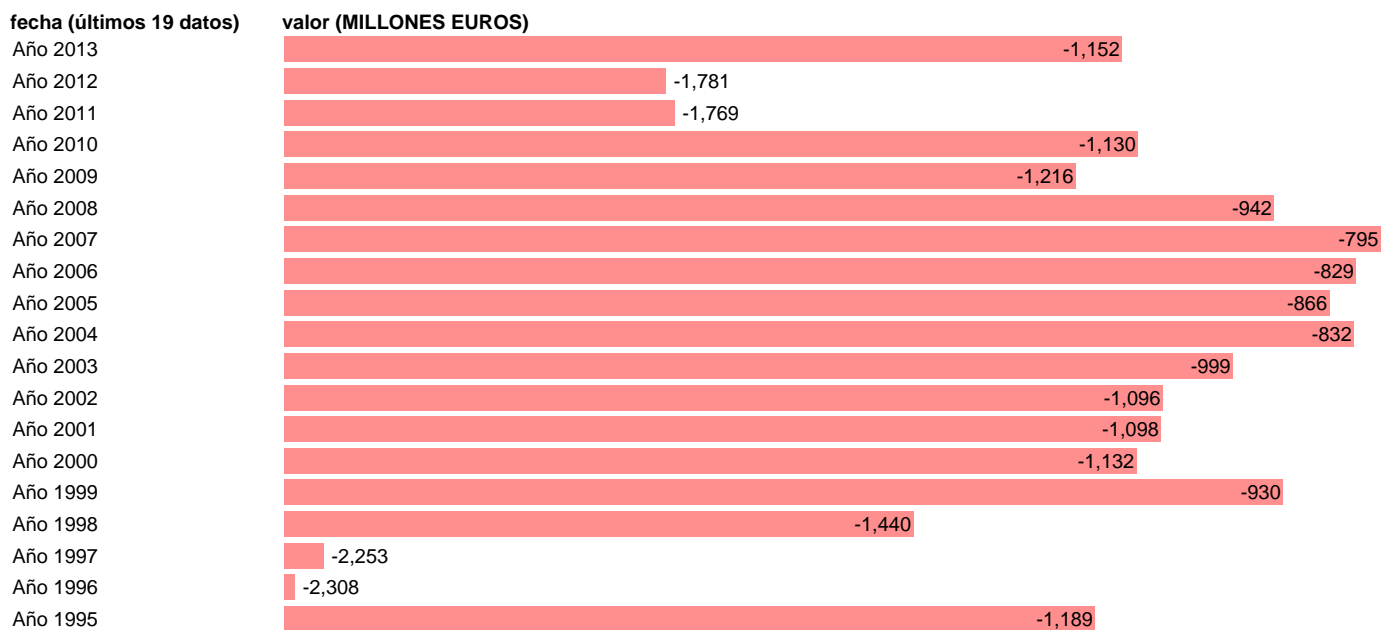 fecha (últimos 19 datos) valor (MILLONES EUROS)
Año 2013 -1,152
Año 2012 -1,781
Año 2011 -1,769
Año 2010 -1,130
Año 2009 -1,216
Año 2008 -942
Año 2007 -795
Año 2006 -829
Año 2005 -866
Año 2004 -832
Año 2003 -999
Año 2002 -1,096
Año 2001 -1,098
Año 2000 -1,132
Año 1999 -930
Año 1998 -1,440
Año 1997 -2,253
Año 1996 -2,308
Año 1995 -1,189